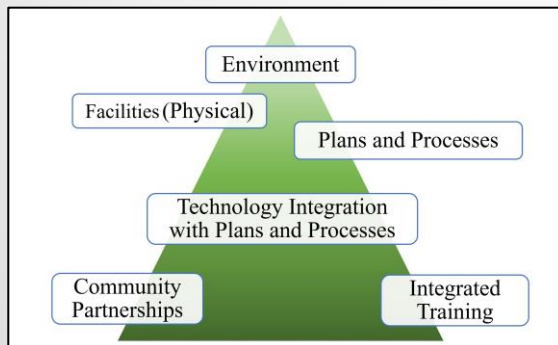 Environment
Facilities (Physical)
Plans and Processes
Technology Integration
with Plans and Processes
Community
Partnerships
Integrated
Training